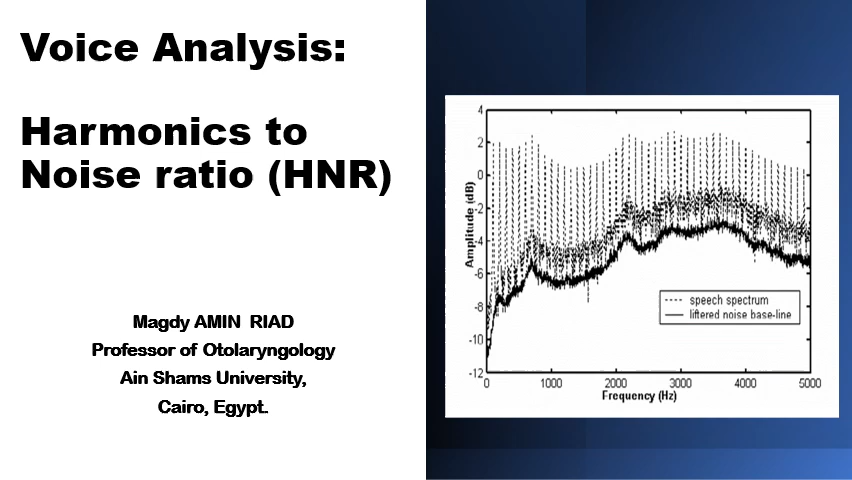 Voice Analysis:
Harmonics to
Noise ratio (HNR)
Magdy AMIN RIAD
Professor of Otolaryngology
Ain Shams University,
Cairo, Egypt.
4
2
0
-2
-4
-6
-8
-10
-12
Amplitude (dB)
speech spectrum
liftered noise base-line
0 1000 2000 3000 4000 5000
Frequency (Hz)